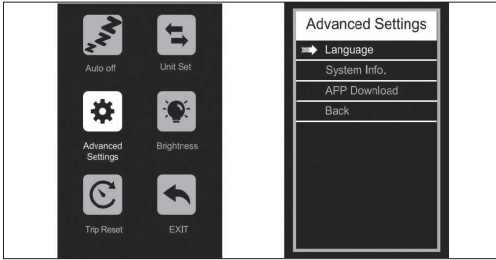 Auto off
Unit Set
Advanced
Settings
Brightness
Trip Reset
EXIT
Advanced Settings
Language
System Info.
APP Download
Back